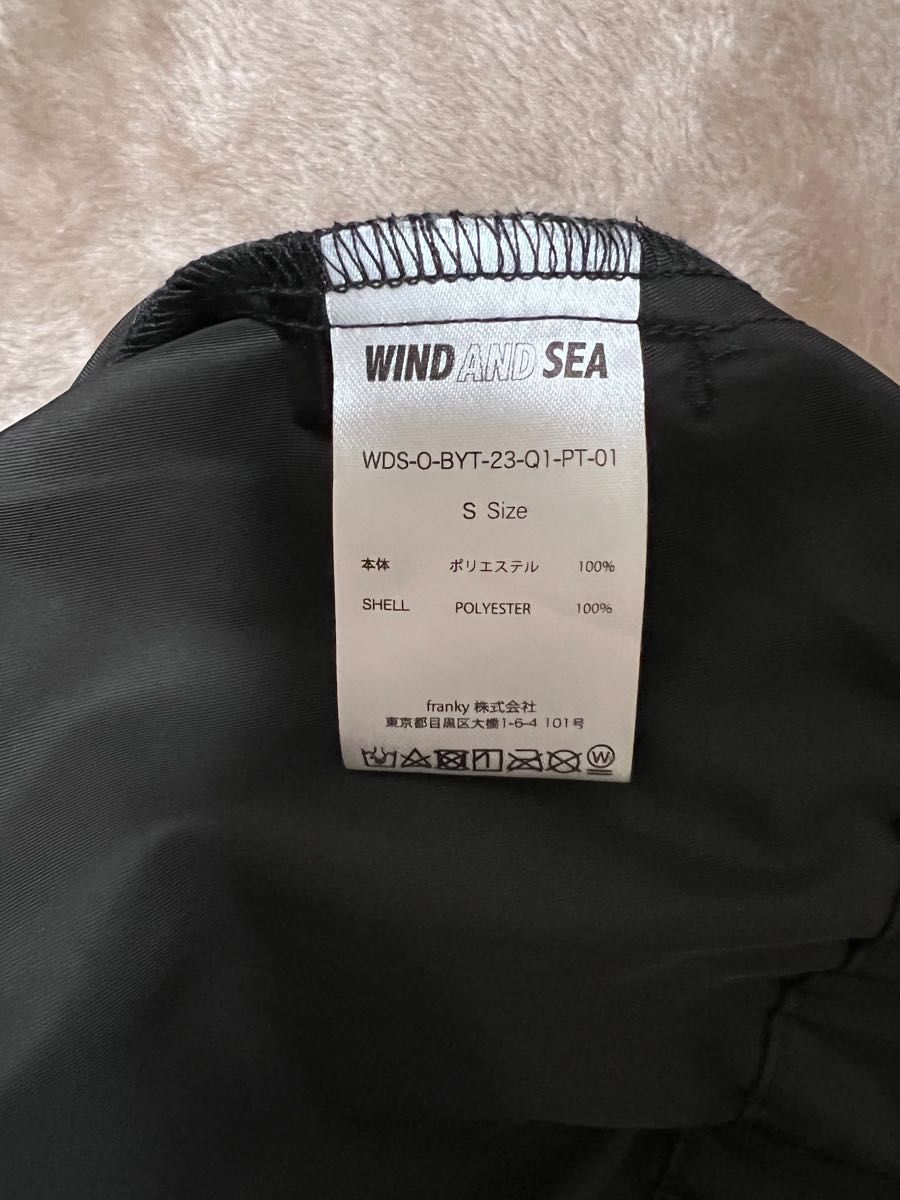 WIND AND SEA
WDS-O-BYT-23-Q1-PT-01
S Size
本体 ポリエステル 100%
SHELL POLYESTER 100%
franky 株式会社
東京都目黒区大橋1-6-4 101号
W